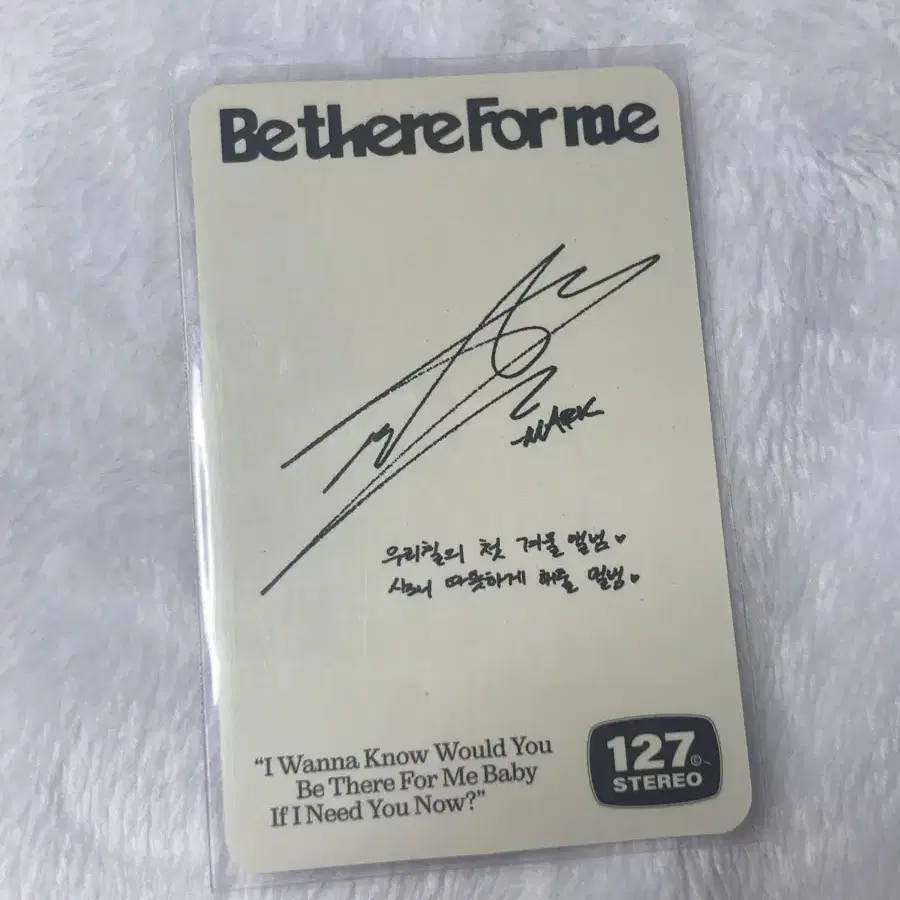 Be there For me
MARK
우리칠의 첫 겨울 앨범♥
시즈니 따뜻하게 해줄 멜범♥
“I Wanna Know Would You
Be There For Me Baby
If I Need You Now?”
127©
STEREO